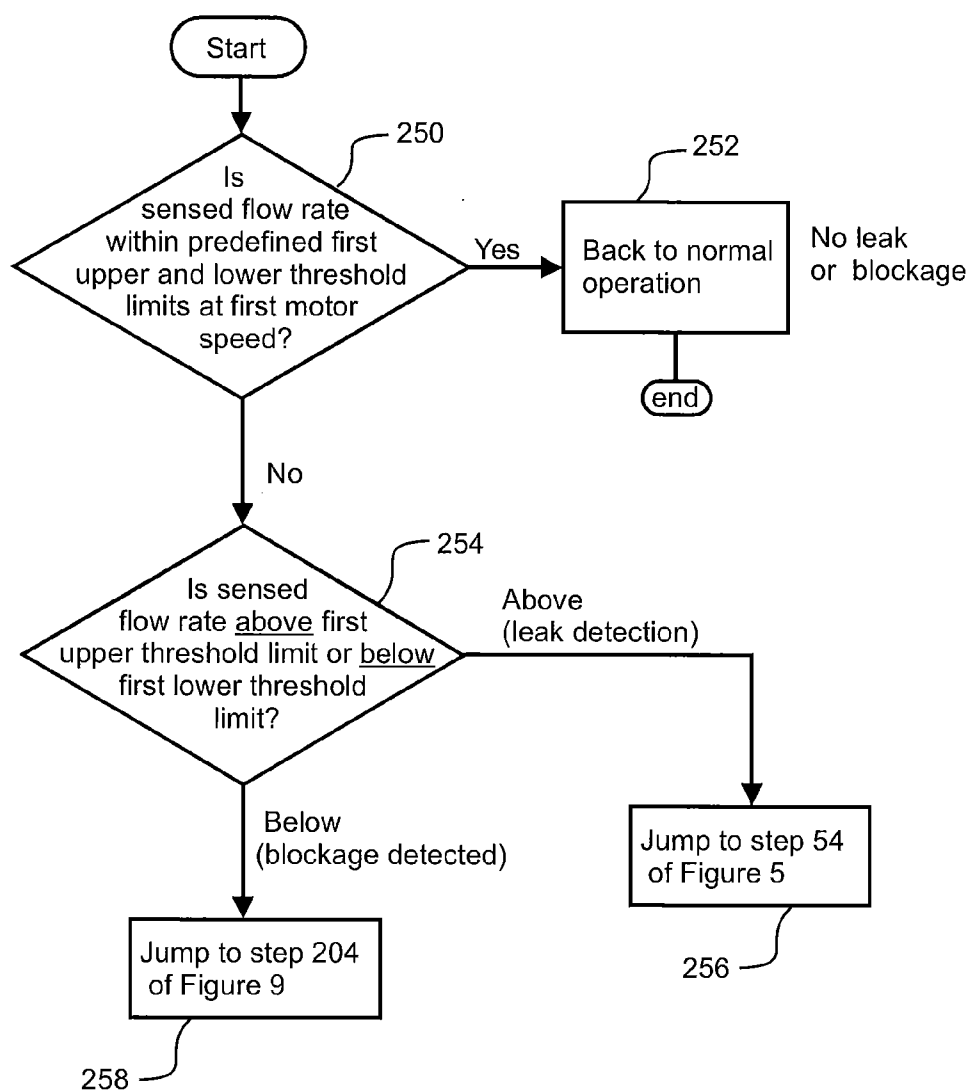 Start
250
Is
sensed flow rate
within predefined first
upper and lower threshold
limits at first motor
speed?
Yes
252
Back to normal
operation
No leak
or blockage
end
No
254
Is sensed
flow rate above first
upper threshold limit or below
first lower threshold
limit?
Above
(leak detection)
Below
(blockage detected)
Jump to step 54
of Figure 5
256
Jump to step 204
of Figure 9
258